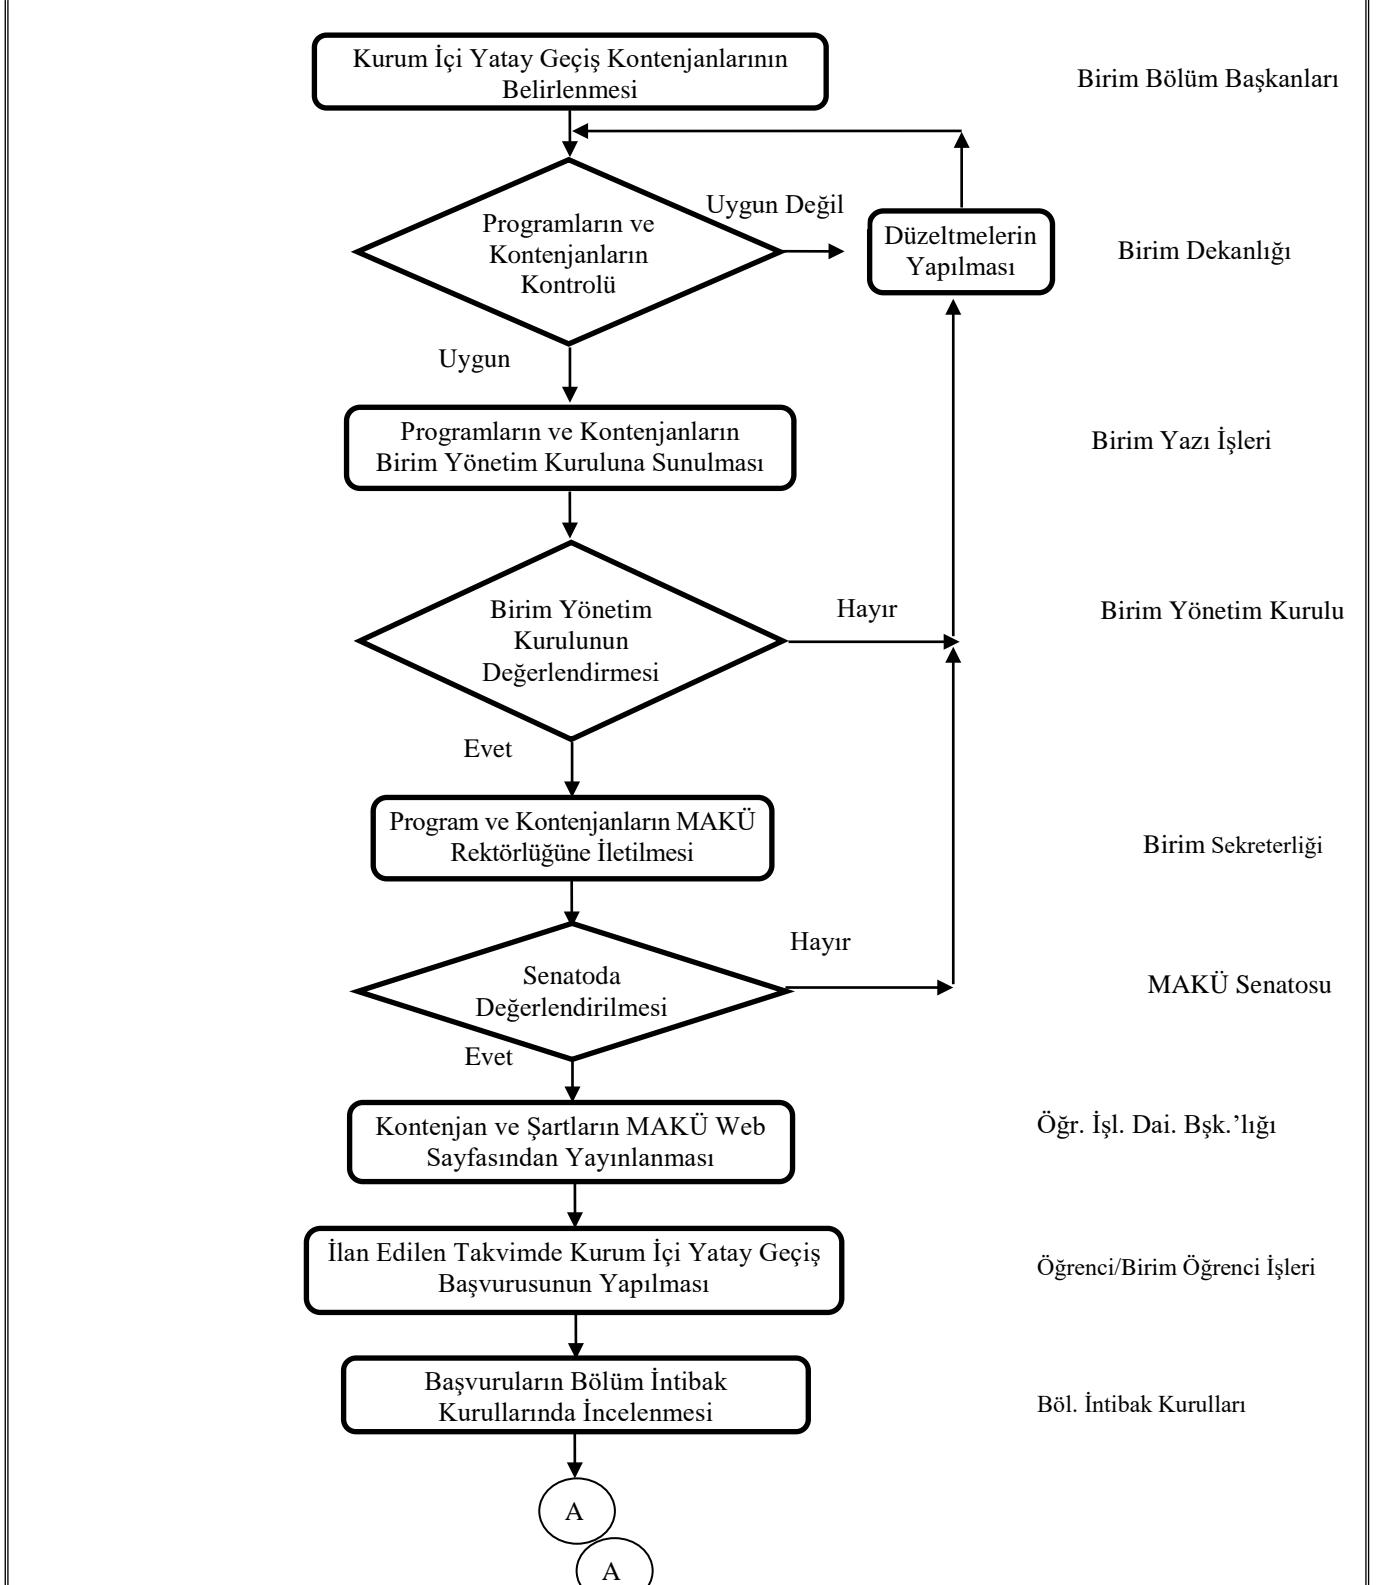 Kurum İçi Yatay Geçiş Kontenjanlarının
Belirlenmesi
Birim Bölüm Başkanları
Uygun Değil
Programların ve
Kontenjanların
Kontrolü
Düzeltmelerin
Yapılması
Birim Dekanlığı
Uygun
Programların ve Kontenjanların
Birim Yönetim Kuruluna Sunulması
Birim Yazı İşleri
Birim Yönetim
Kurulunun
Değerlendirmesi
Hayır
Birim Yönetim Kurulu
Evet
Program ve Kontenjanların MAKÜ
Rektörlüğüne İletilmesi
Birim Sekreterliği
Hayır
Senatoda
Değerlendirilmesi
MAKÜ Senatosu
Evet
Kontenjan ve Şartların MAKÜ Web
Sayfasından Yayınlanması
Öğr. İşl. Dai. Bşk.’lığı
İlan Edilen Takvimde Kurum İçi Yatay Geçiş
Başvurusunun Yapılması
Öğrenci/Birim Öğrenci İşleri
Başvuruların Bölüm İntibak
Kurullarında İncelenmesi
Böl. İntibak Kurulları
A
A